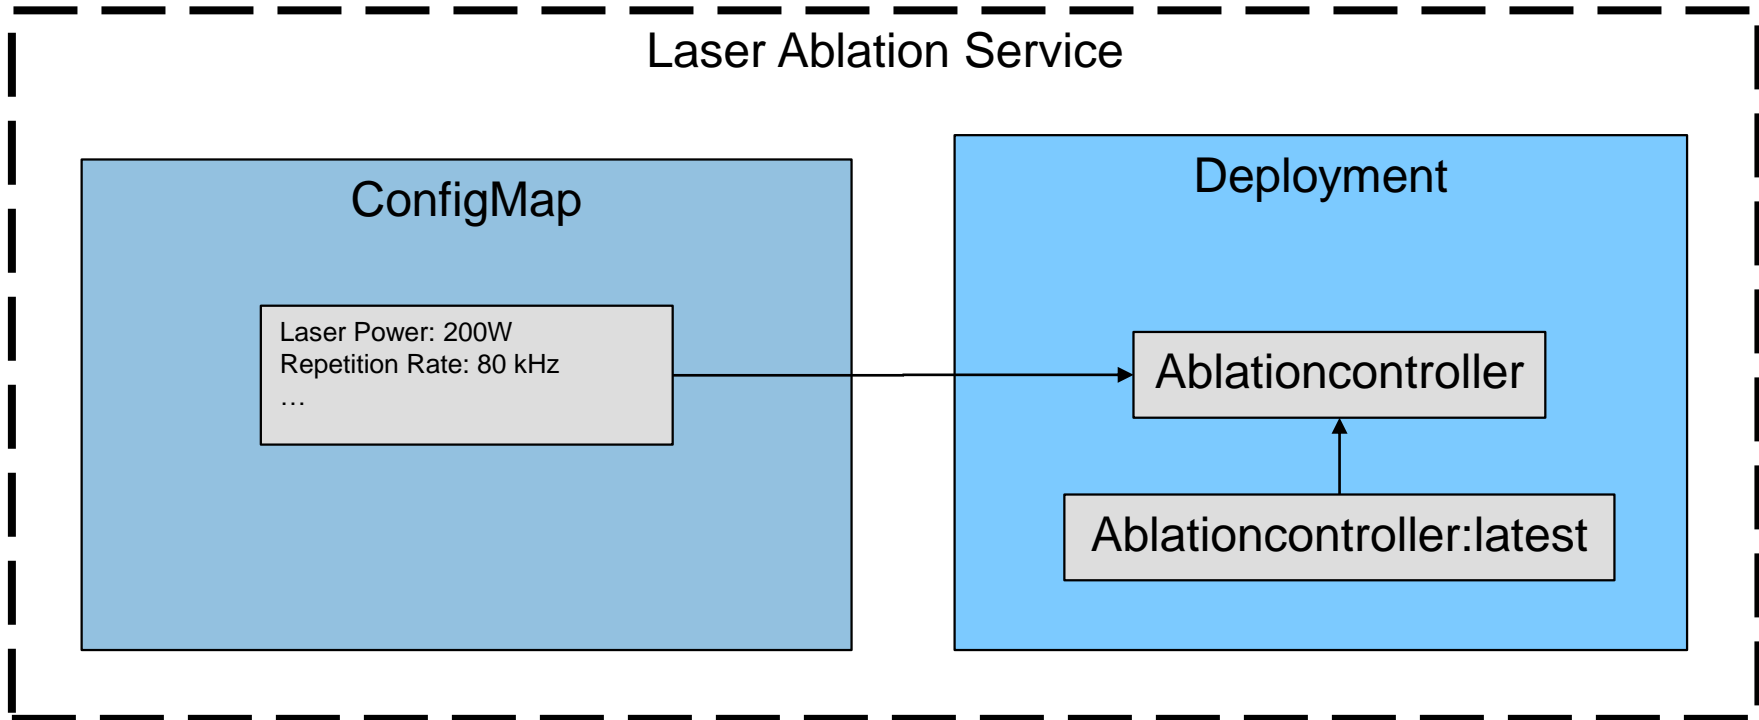 Laser Ablation Service
ConfigMap
Laser Power: 200W
Repetition Rate: 80 kHz
…
Deployment
Ablationcontroller
Ablationcontroller:latest